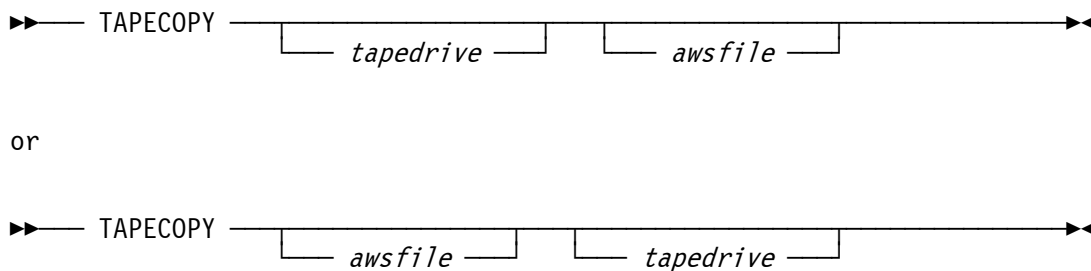 ►►── TAPECOPY ──┬───────────────┬──┬─────────────┬──►◄
└── tapedrive ──┘ └── awsfile ──┘
or
►►── TAPECOPY ──┬─────────────┬──┬───────────────┬──►◄
└── awsfile ──┘ └── tapedrive ──┘